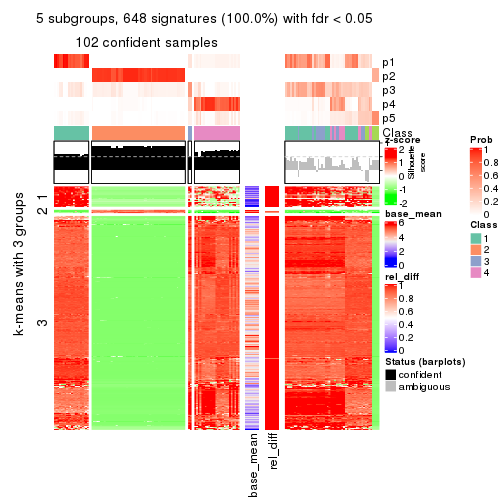 5 subgroups, 648 signatures (100.0%) with fdr < 0.05
102 confident samples
p1
p2
p3
p4
p5
Class
Silhouette
score
1
2
3
k-means with 3 groups
base_mean
rel_diff
z-score
2
1
0
-1
-2
base_mean
6
4
2
0
rel_diff
1
0.8
0.6
0.4
0.2
0
Status (barplots)
confident
ambiguous
Prob
1
0.8
0.6
0.4
0.2
0
Class
1
2
3
4